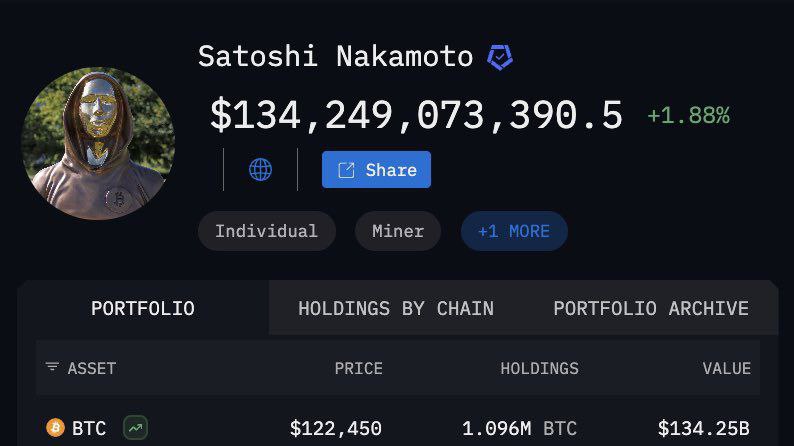 Satoshi Nakamoto
$134,249,073,390.5 +1.88%
Share
Individual Miner +1 MORE
PORTFOLIO HOLDINGS BY CHAIN PORTFOLIO ARCHIVE
ASSET PRICE HOLDINGS VALUE
BTC $122,450 1.096M BTC $134.25B